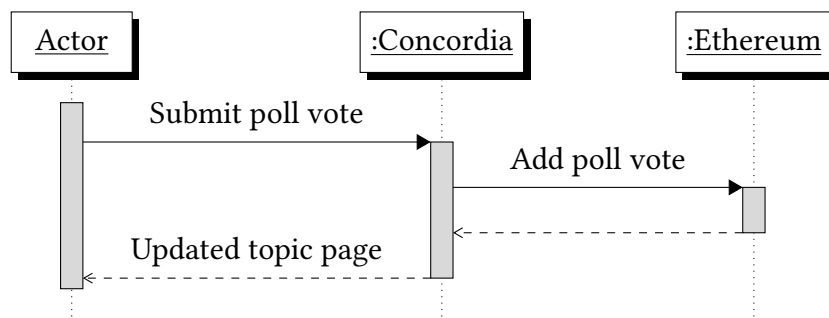 Actor
:Concordia
:Ethereum
Submit poll vote
Add poll vote
Updated topic page